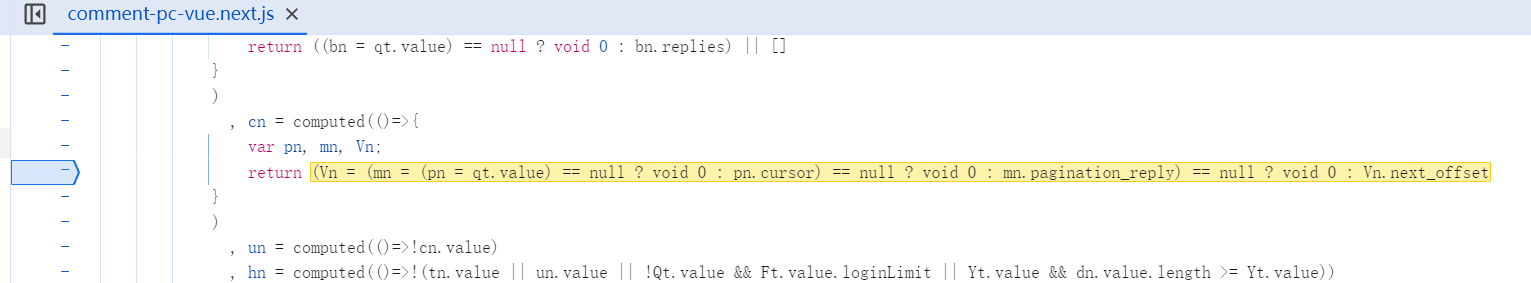 comment-pc-vue.next.js ×
- return ((bn = qt.value) == null ? void 0 : bn.replies) || []
- }
- )
- , cn = computed(()=>{
- var pn, mn, Vn;
- return (Vn = (mn = (pn = qt.value) == null ? void 0 : pn.cursor) == null ? void 0 : mn.pagination_reply) == null ? void 0 : Vn.next_offset
- }
- )
- , un = computed(()=>!cn.value)
- , hn = computed(()=>!(tn.value || un.value || !Qt.value && Ft.value.loginLimit || Yt.value && dn.value.length >= Yt.value))